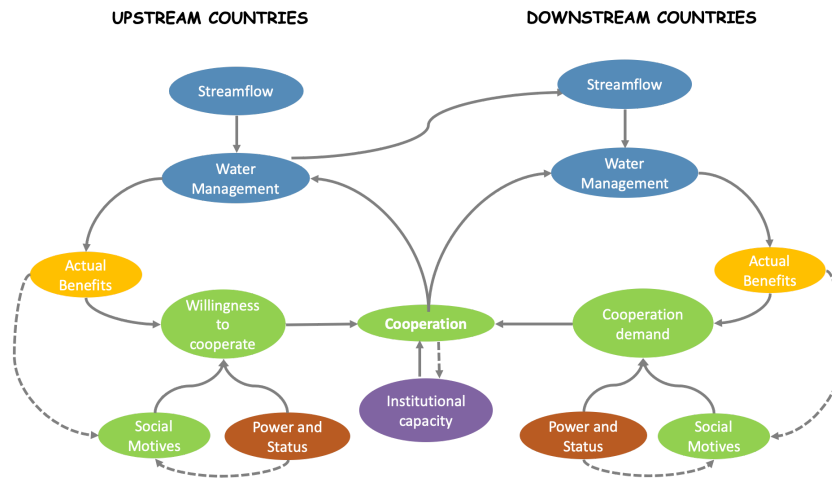 UPSTREAM COUNTRIES
DOWNSTREAM COUNTRIES
Streamflow
Streamflow
Water
Management
Water
Management
Actual
Benefits
Actual
Benefits
Willingness
to
cooperate
Cooperation
Cooperation
demand
Institutional
capacity
Social
Motives
Power and
Status
Power and
Status
Social
Motives